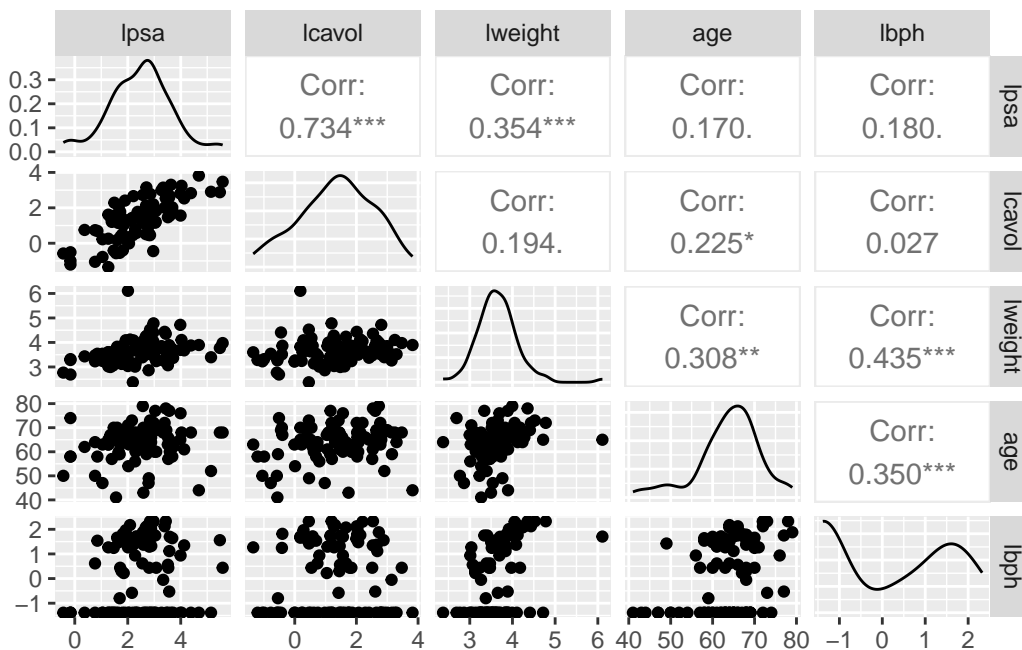 lpsa lcavol lweight age lbph
0.3
0.2
0.1
0.0
Corr:
0.734***
Corr:
0.354***
Corr:
0.170.
Corr:
0.180.
lpsa
4
2
0
Corr:
0.194.
Corr:
0.225*
Corr:
0.027
lcavol
6
5
4
3
Corr:
0.308**
Corr:
0.435***
lweight
80
70
60
50
40
Corr:
0.350***
age
2
1
0
−1
lbph
0 2 4
0 2 4
3 4 5 6
40 50 60 70 80
−1 0 1 2